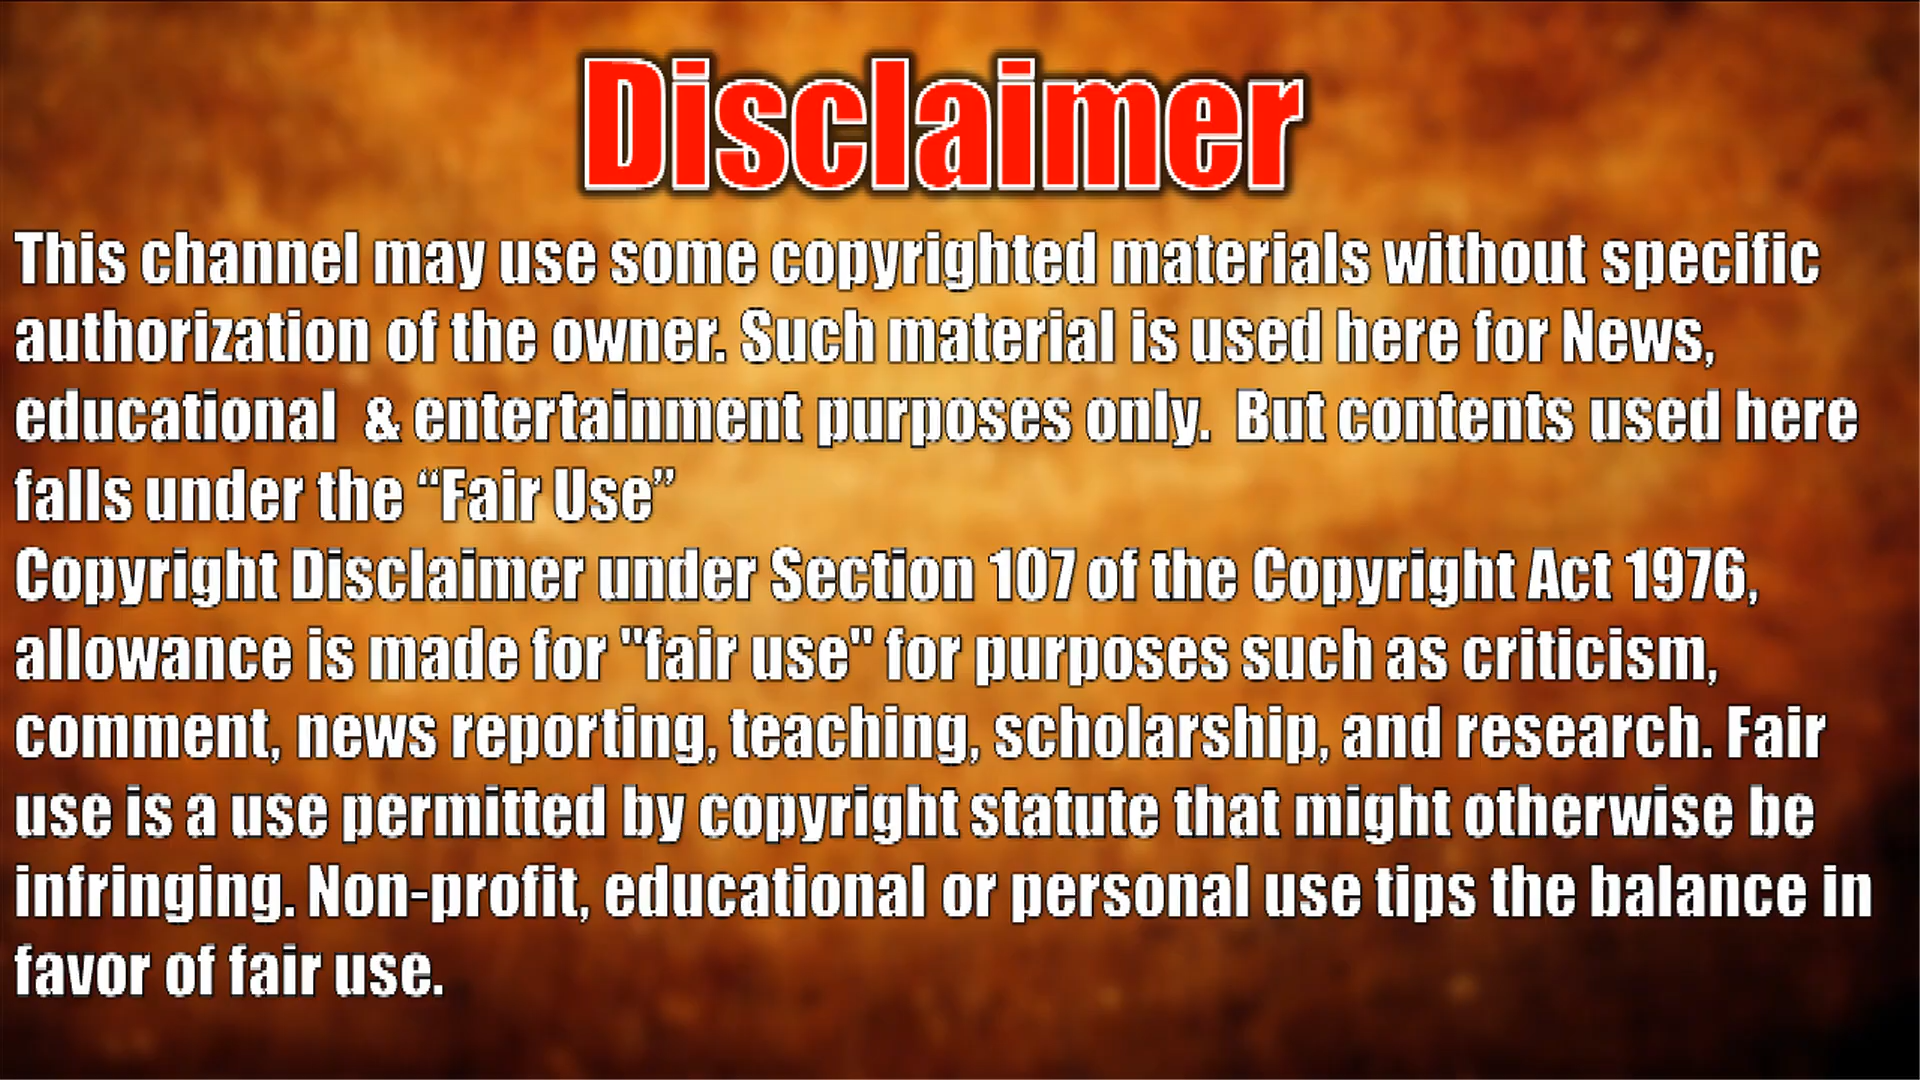 Disclaimer
This channel may use some copyrighted materials without specific
authorization of the owner. Such material is used here for News,
educational  & entertainment purposes only.  But contents used here
falls under the “Fair Use”
Copyright Disclaimer under Section 107 of the Copyright Act 1976,
allowance is made for "fair use" for purposes such as criticism,
comment, news reporting, teaching, scholarship, and research. Fair
use is a use permitted by copyright statute that might otherwise be
infringing. Non-profit, educational or personal use tips the balance in
favor of fair use.